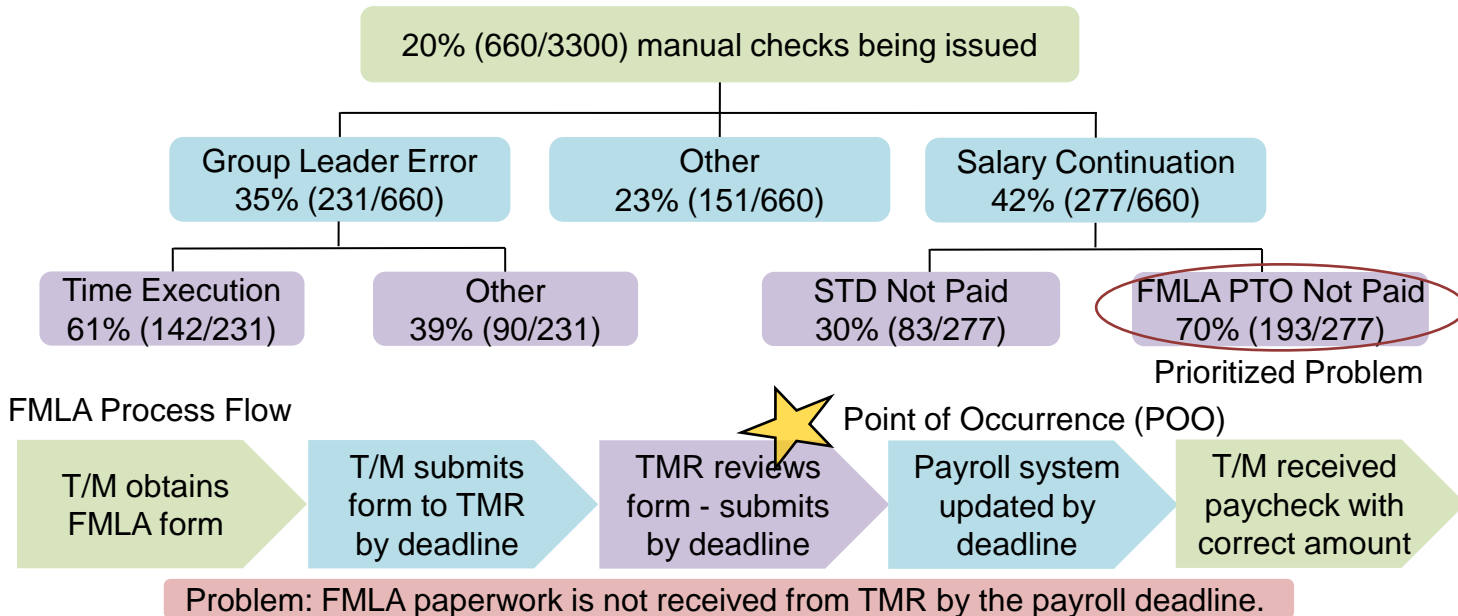 20% (660/3300) manual checks being issued
Group Leader Error
35% (231/660)
Other
23% (151/660)
Salary Continuation
42% (277/660)
Time Execution
61% (142/231)
Other
39% (90/231)
STD Not Paid
30% (83/277)
FMLA PTO Not Paid
70% (193/277)
Prioritized Problem
FMLA Process Flow
Point of Occurrence (POO)
T/M obtains
FMLA form
T/M submits
form to TMR
by deadline
TMR reviews
form - submits
by deadline
Payroll system
updated by
deadline
T/M received
paycheck with
correct amount
Problem: FMLA paperwork is not received from TMR by the payroll deadline.